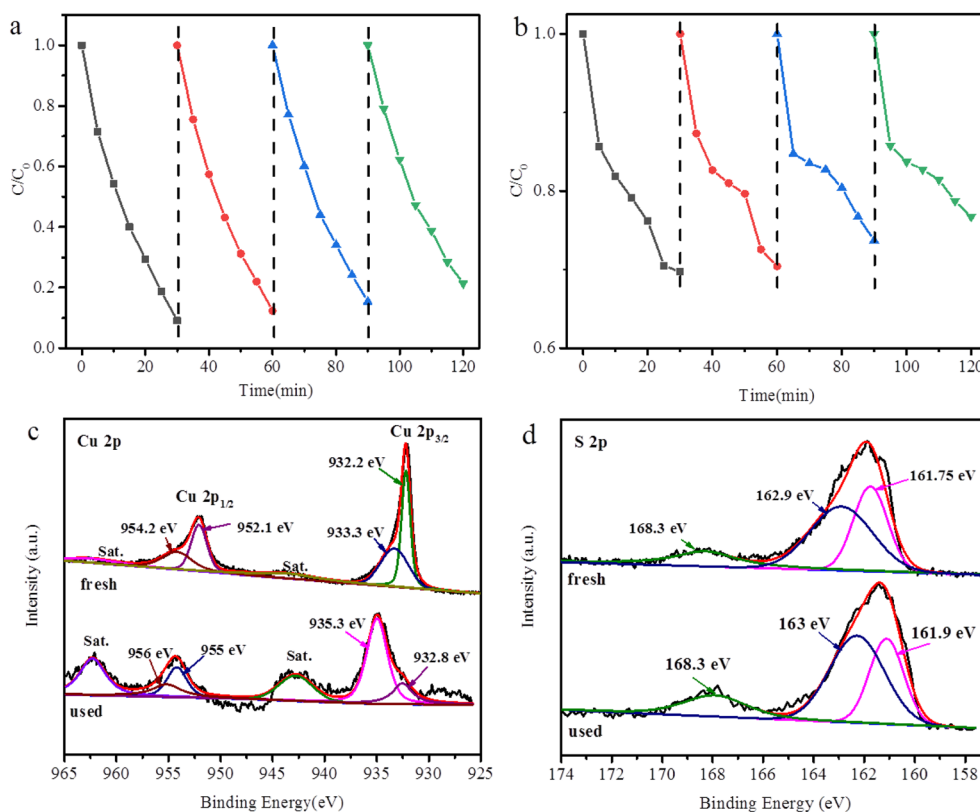 a
C/C0
1.0
0.8
0.6
0.4
0.2
0.0
0 20 40 60 80 100 120
Time(min)
b
C/C0
1.0
0.8
0.6
0 20 40 60 80 100 120
Time(min)
c
Cu 2p
Cu 2p3/2
932.2 eV
Cu 2p1/2
954.2 eV
952.1 eV
933.3 eV
Sat.
Sat.
fresh
935.3 eV
Sat.
956 eV
955 eV
Sat.
932.8 eV
used
Intensity (a.u.)
965 960 955 950 945 940 935 930 925
Binding Energy(eV)
d
S 2p
161.75 eV
162.9 eV
168.3 eV
fresh
163 eV
161.9 eV
168.3 eV
used
Intensity (a.u.)
174 172 170 168 166 164 162 160 158
Binding Energy (eV)